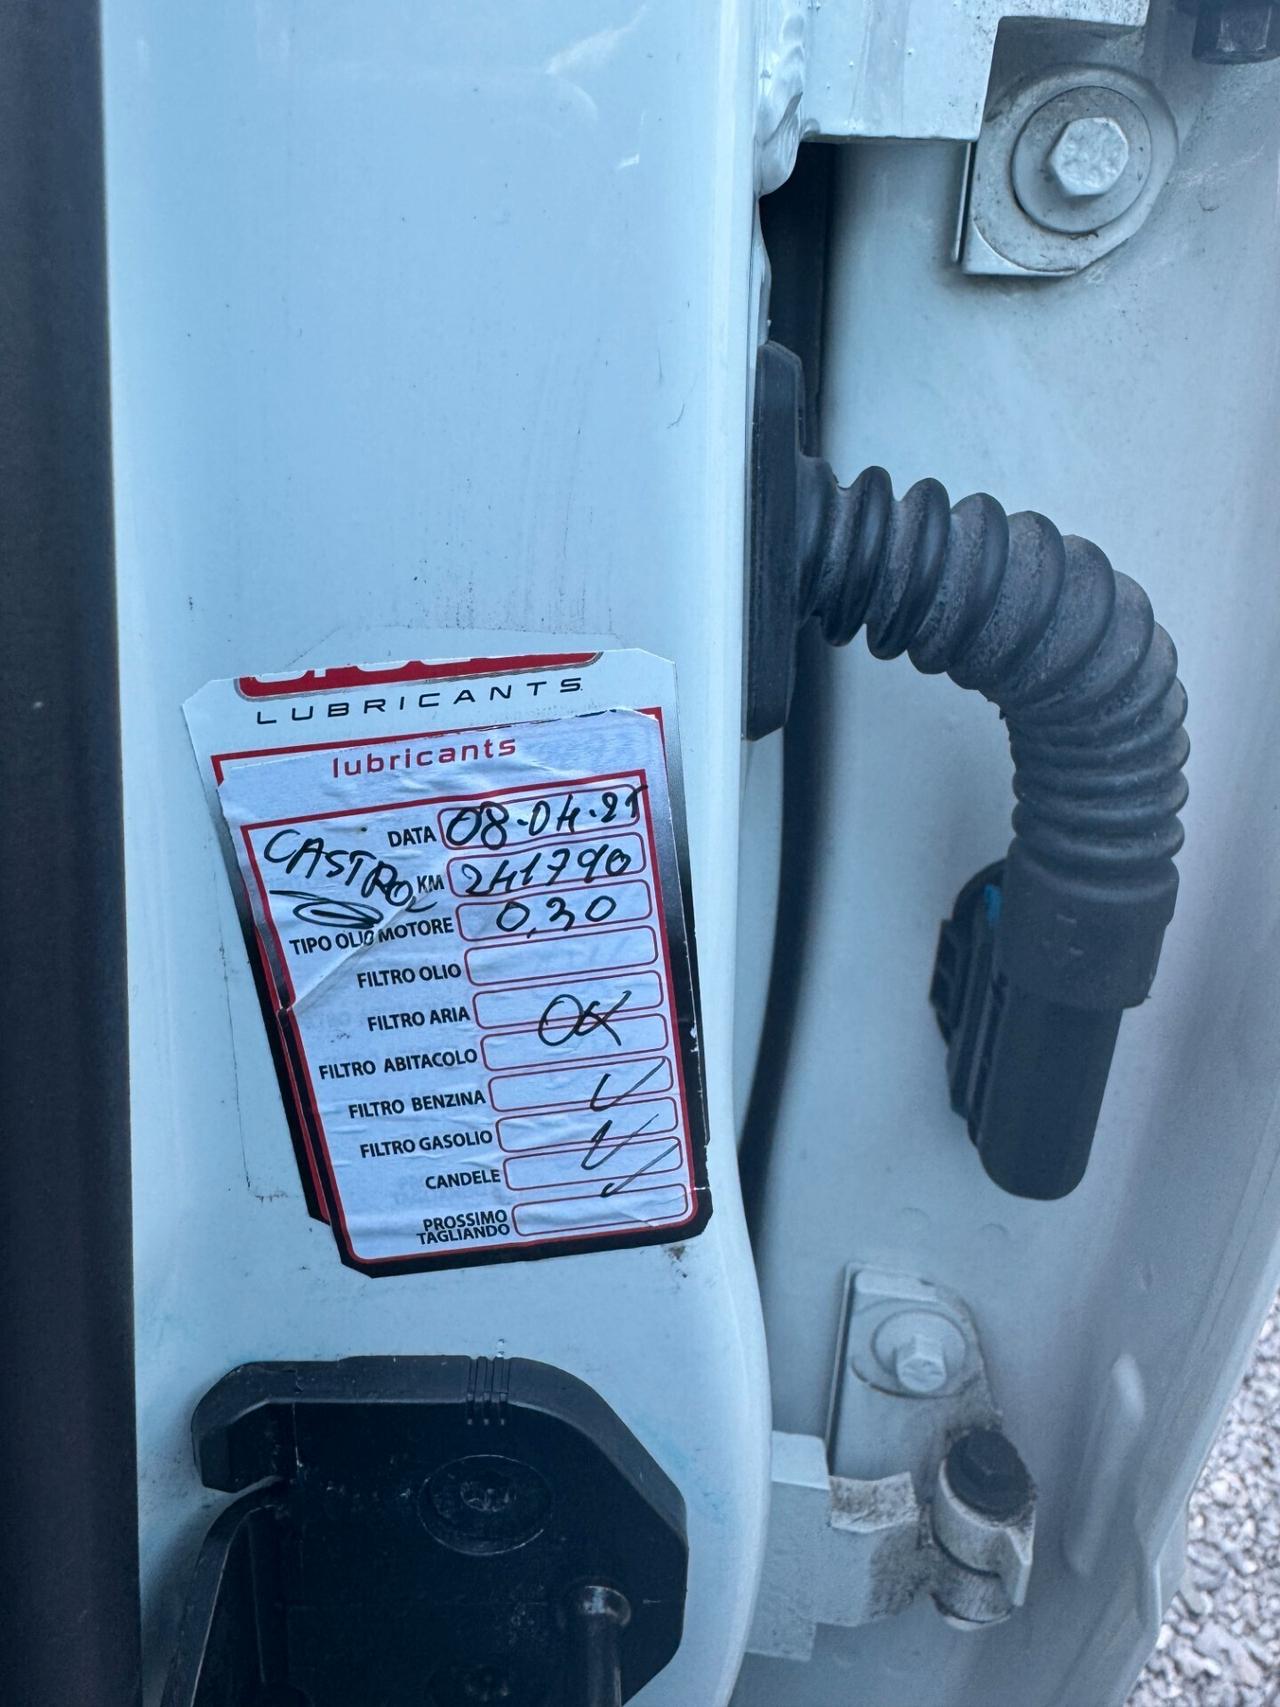 LUBRICANTS
lubricants
DATA 08-04-25
CASTROL
KM 241790
TIPO OLIO MOTORE 0,30
FILTRO OLIO
FILTRO ARIA
OK
FILTRO ABITACOLO
FILTRO BENZINA
FILTRO GASOLIO
CANDELE
PROSSIMO
TAGLIANDO